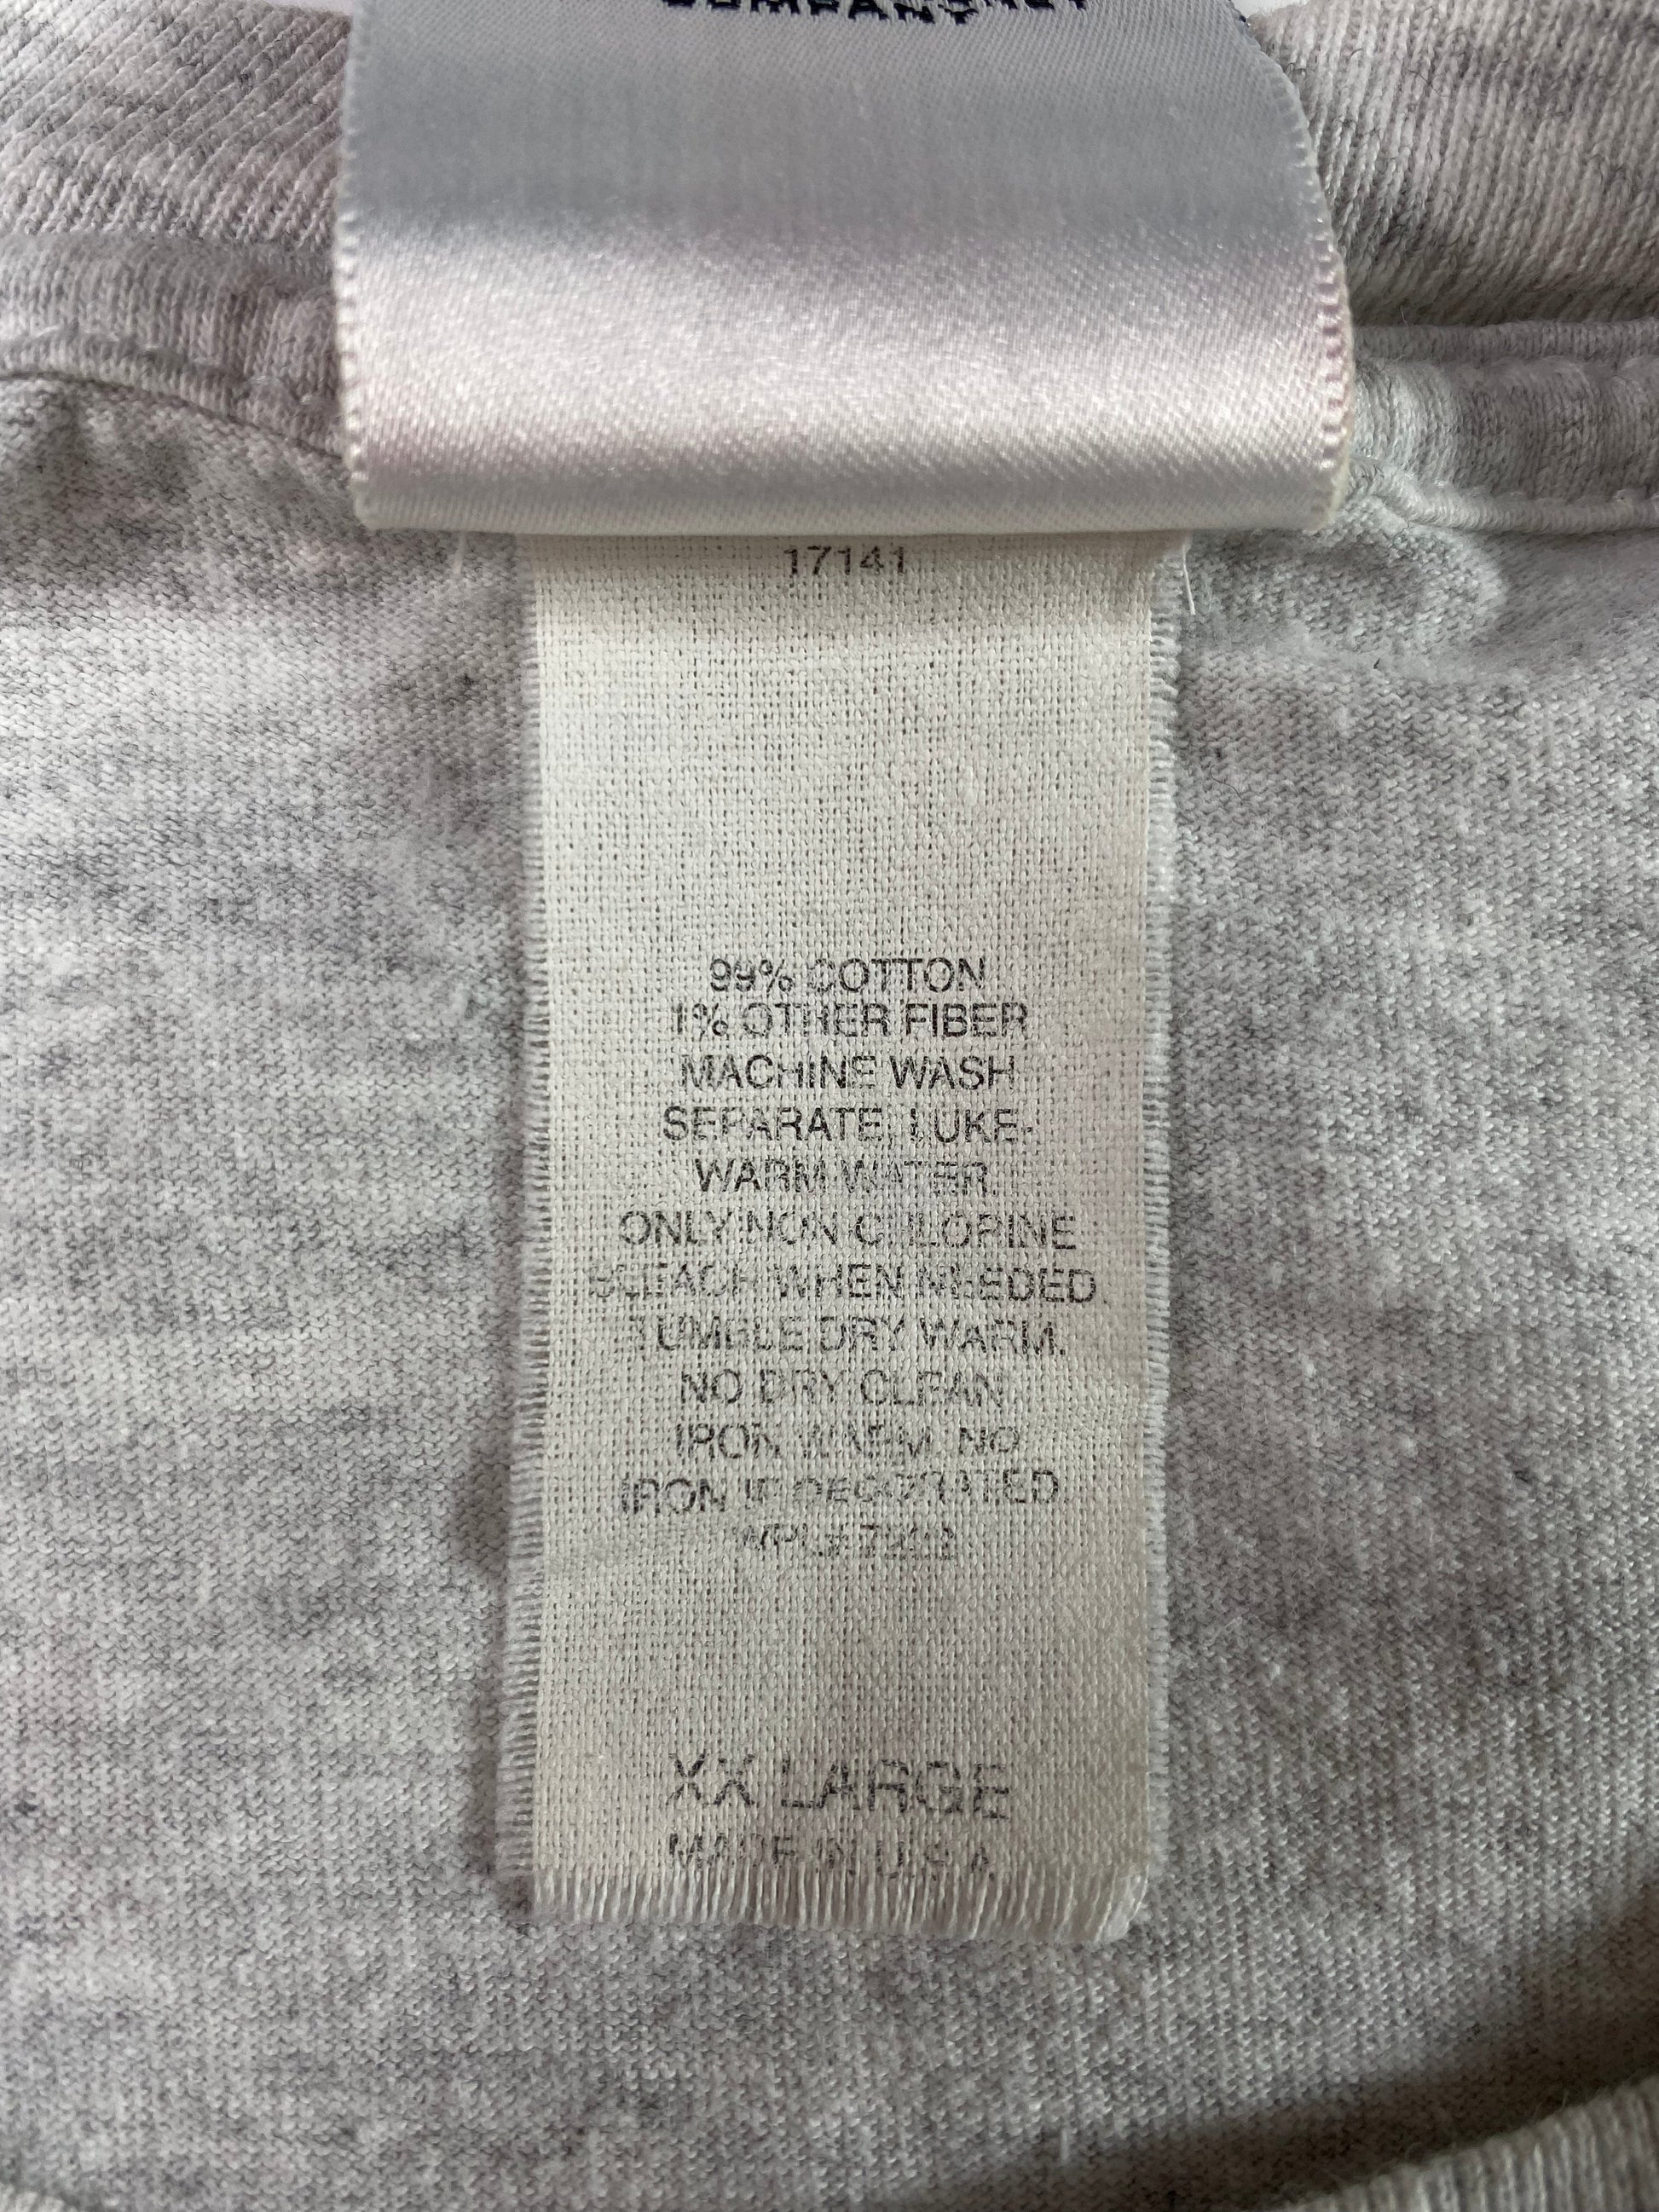 COMPANY
17141
99% COTTON
1% OTHER FIBER
MACHINE WASH
SEPARATE, LUKE-
WARM WATER.
ONLY NON CHLORINE
BLEACH WHEN NEEDED.
TUMBLE DRY WARM.
NO DRY CLEAN
IRON WARM. NO
IRON IF DECORATED.
XX LARGE
MADE IN U.S.A.